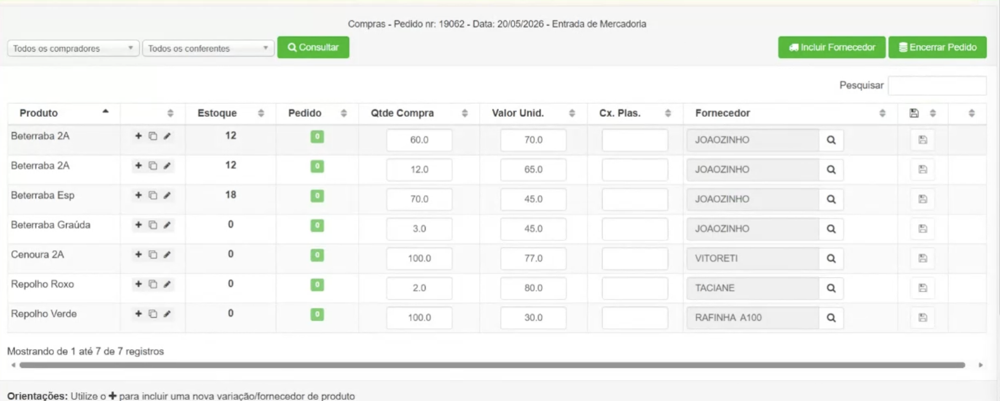 Compras - Pedido nr: 19062 - Data: 20/05/2026 - Entrada de Mercadoria
Todos os compradores Todos os conferentes Consultar Incluir Fornecedor Encerrar Pedido
Pesquisar
Produto Estoque Pedido Qtde Compra Valor Unid. Cx. Plas. Fornecedor
Beterraba 2A 12 0 60.0 70.0 JOAOZINHO
Beterraba 2A 12 0 12.0 65.0 JOAOZINHO
Beterraba Esp 18 0 70.0 45.0 JOAOZINHO
Beterraba Graúda 0 0 3.0 45.0 JOAOZINHO
Cenoura 2A 0 0 100.0 77.0 VITORETI
Repolho Roxo 0 0 2.0 80.0 TACIANE
Repolho Verde 0 0 100.0 30.0 RAFINHA A100
Mostrando de 1 até 7 de 7 registros
Orientações: Utilize o + para incluir uma nova variação/fornecedor de produto